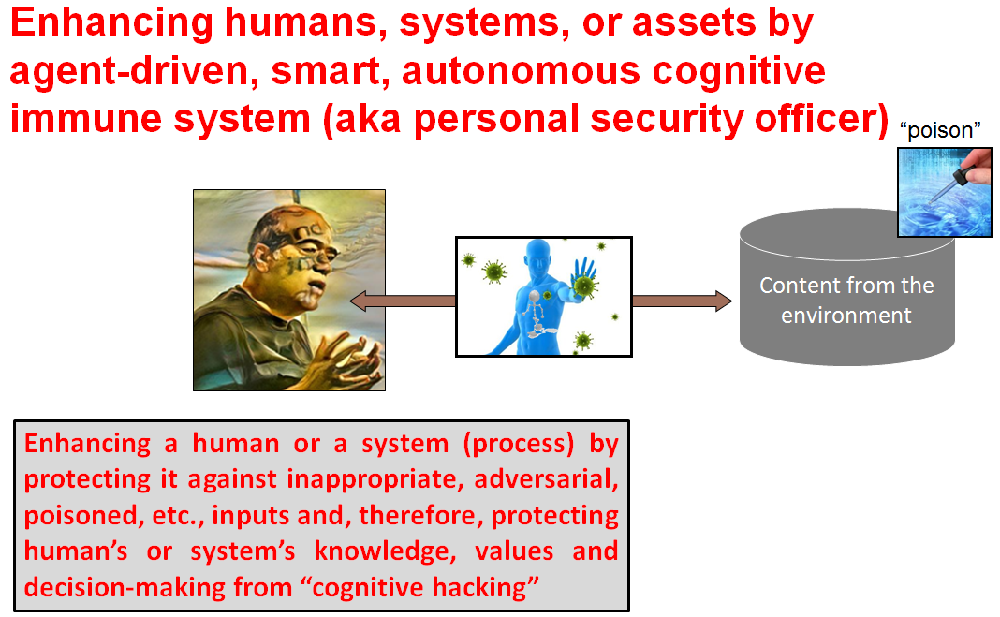 Enhancing humans, systems, or assets by
agent-driven, smart, autonomous cognitive
immune system (aka personal security officer)
“poison”
Content from the
environment
Enhancing a human or a system (process) by
protecting it against inappropriate, adversarial,
poisoned, etc., inputs and, therefore, protecting
human’s or system’s knowledge, values and
decision-making from “cognitive hacking”